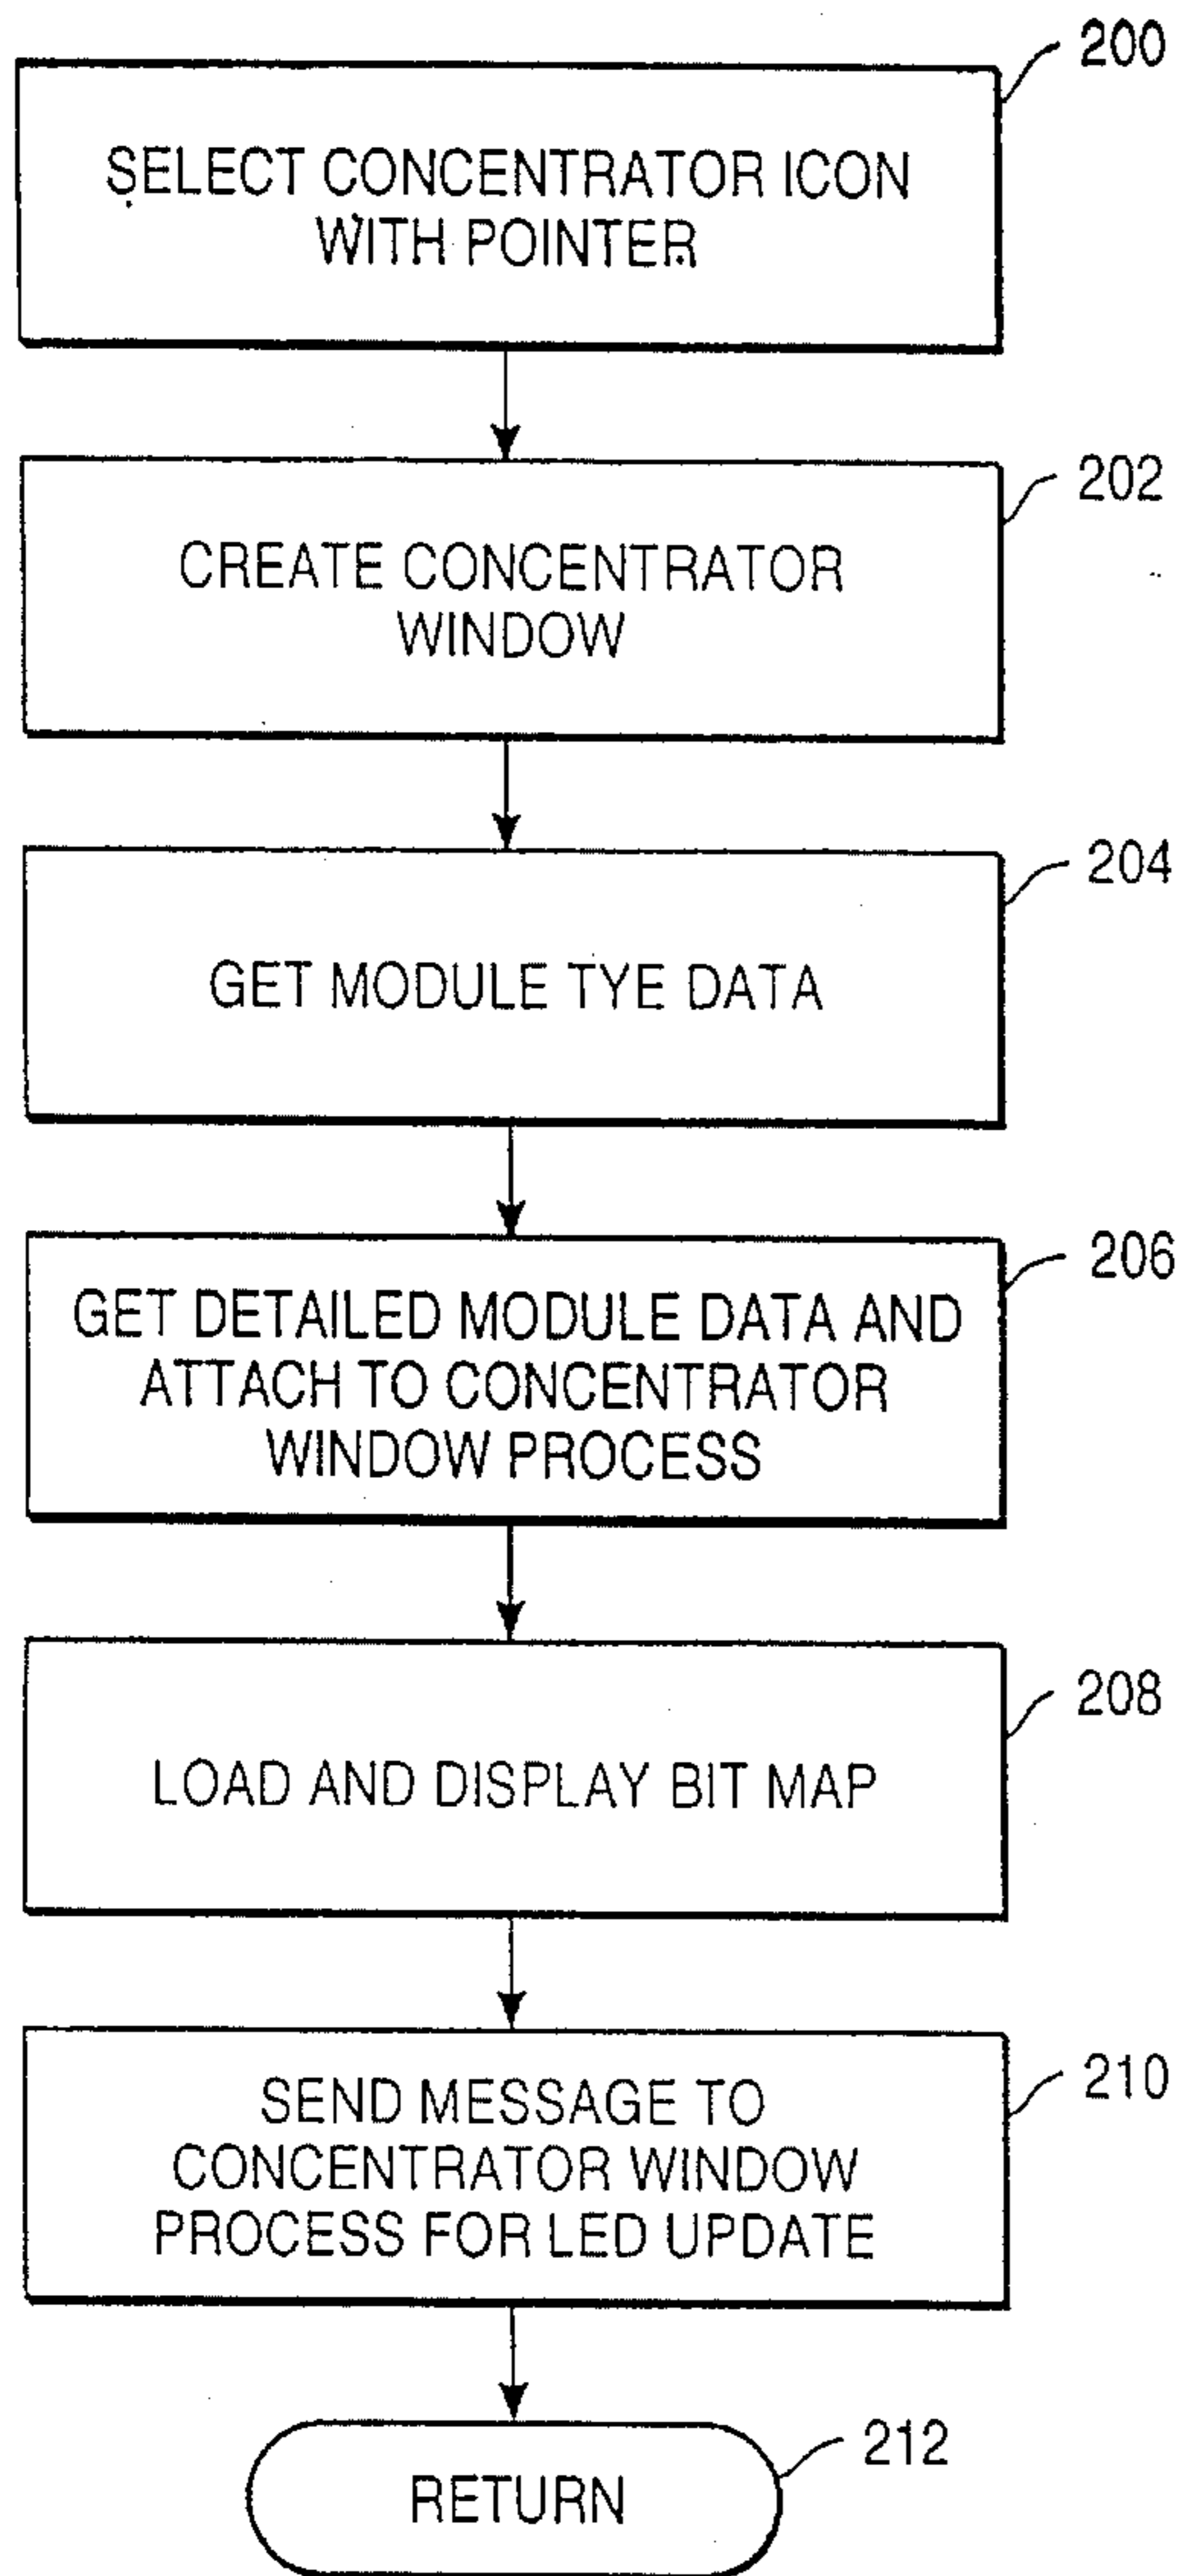 200
SELECT CONCENTRATOR ICON
WITH POINTER
202
CREATE CONCENTRATOR
WINDOW
204
GET MODULE TYE DATA
206
GET DETAILED MODULE DATA AND
ATTACH TO CONCENTRATOR
WINDOW PROCESS
208
LOAD AND DISPLAY BIT MAP
210
SEND MESSAGE TO
CONCENTRATOR WINDOW
PROCESS FOR LED UPDATE
212
RETURN